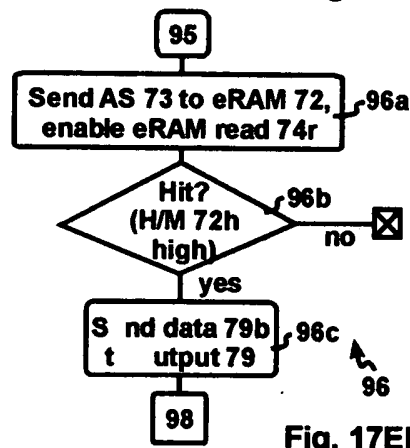 95
Send AS 73 to eRAM 72,
enable eRAM read 74r
96a
Hit?
(H/M 72h
high)
96b
no
yes
S nd data 79b
t utput 79
96c
96
98
Fig. 17E